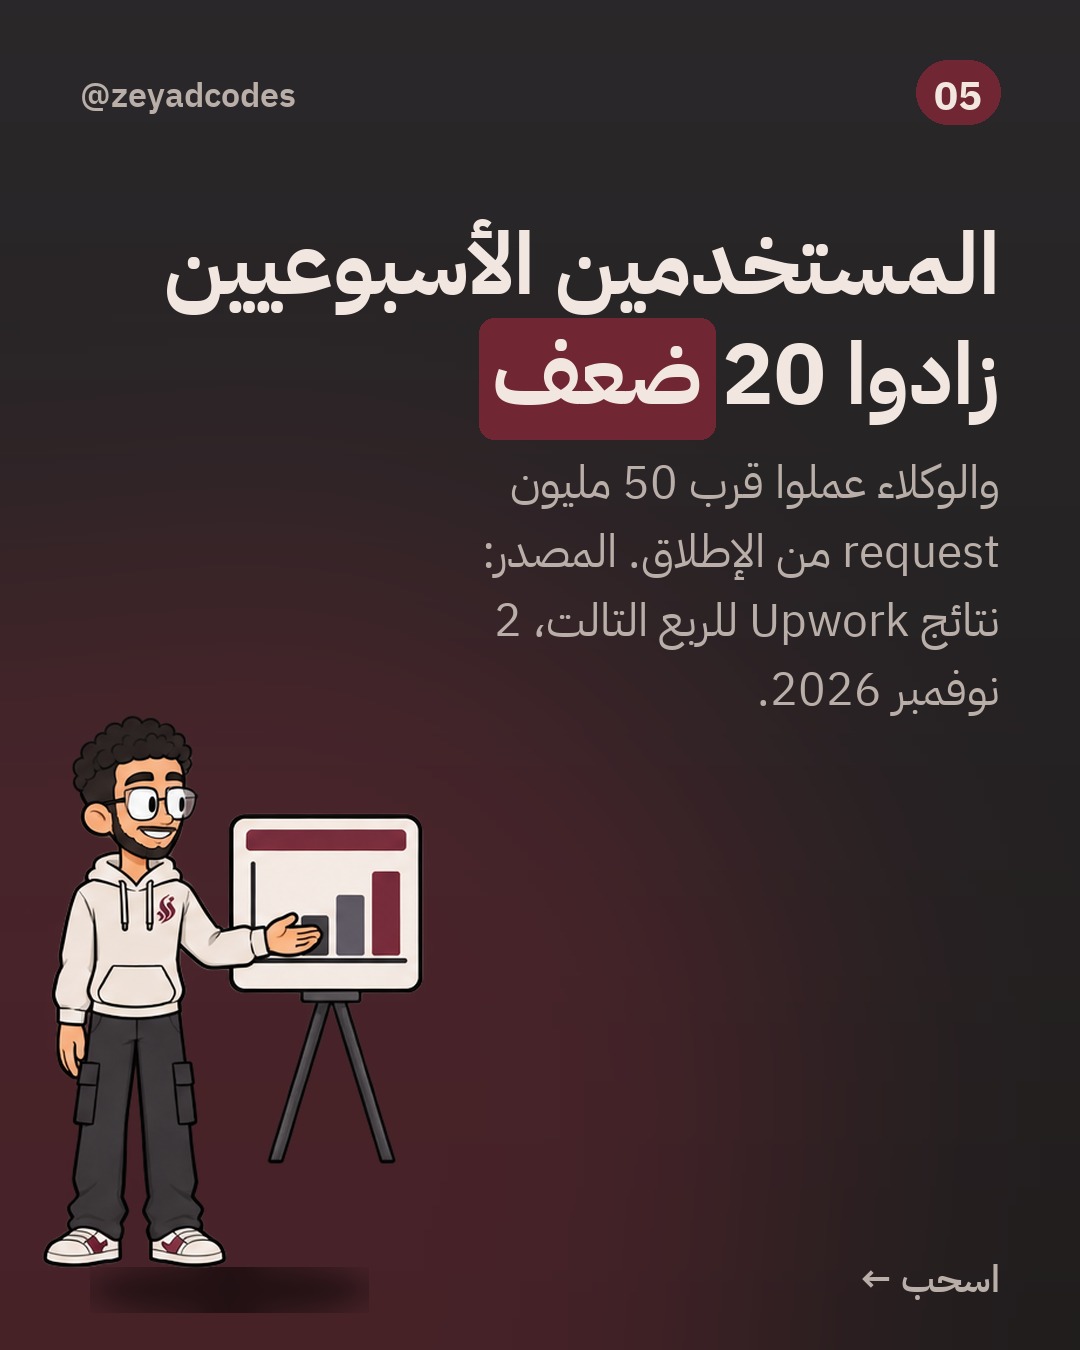 @zeyadcodes
05
المستخدمين الأسبوعيين
زادوا 20 ضعف
والوكلاء عملوا قرب 50 مليون
request من الإطلاق. المصدر:
نتائج Upwork للربع التالت، 2
نوفمبر 2026.
اسحب ←